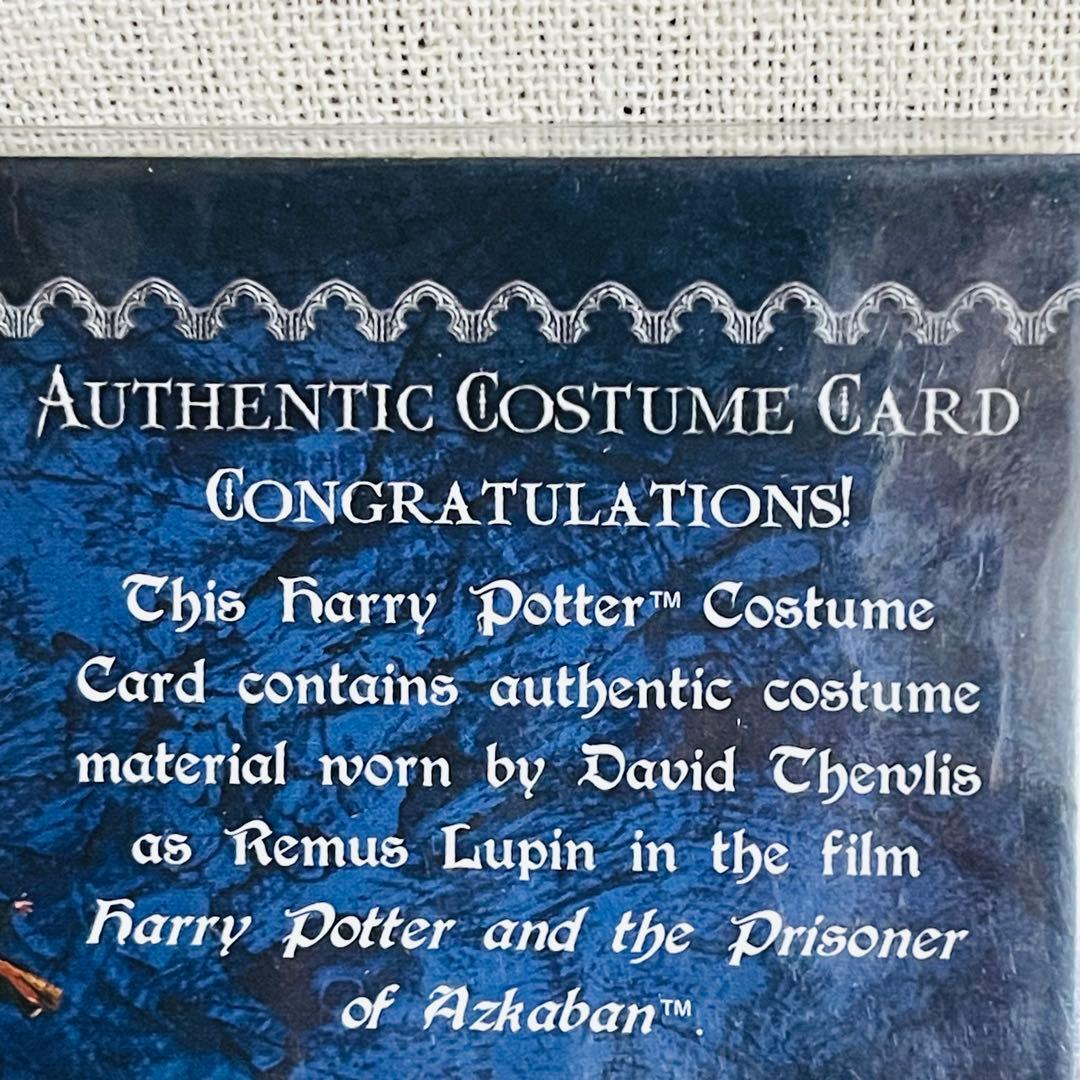 AUTHENTIC COSTUME CARD
CONGRATULATIONS!
This Harry Potter™ Costume
Card contains authentic costume
material worn by David Thewlis
as Remus Lupin in the film
Harry Potter and the Prisoner
of Azkaban™.